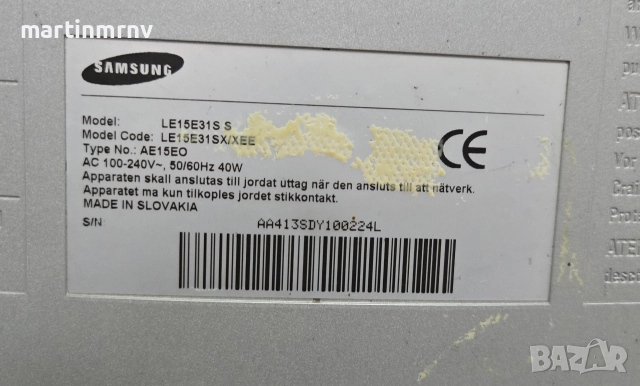 martinmrnv
SAMSUNG
Model: LE15E31S S
Model Code: LE15E31SX/XEE
Type No.: AE15EO
AC 100-240V~, 50/60Hz 40W
Apparaten skall anslutas till jordat uttag när den ansluts till att nätverk.
Apparatet ma kun tilkoples jordet stikkontakt.
MADE IN SLOVAKIA
S/N
AA413SDY100224L
CE
BAZAR
.bg